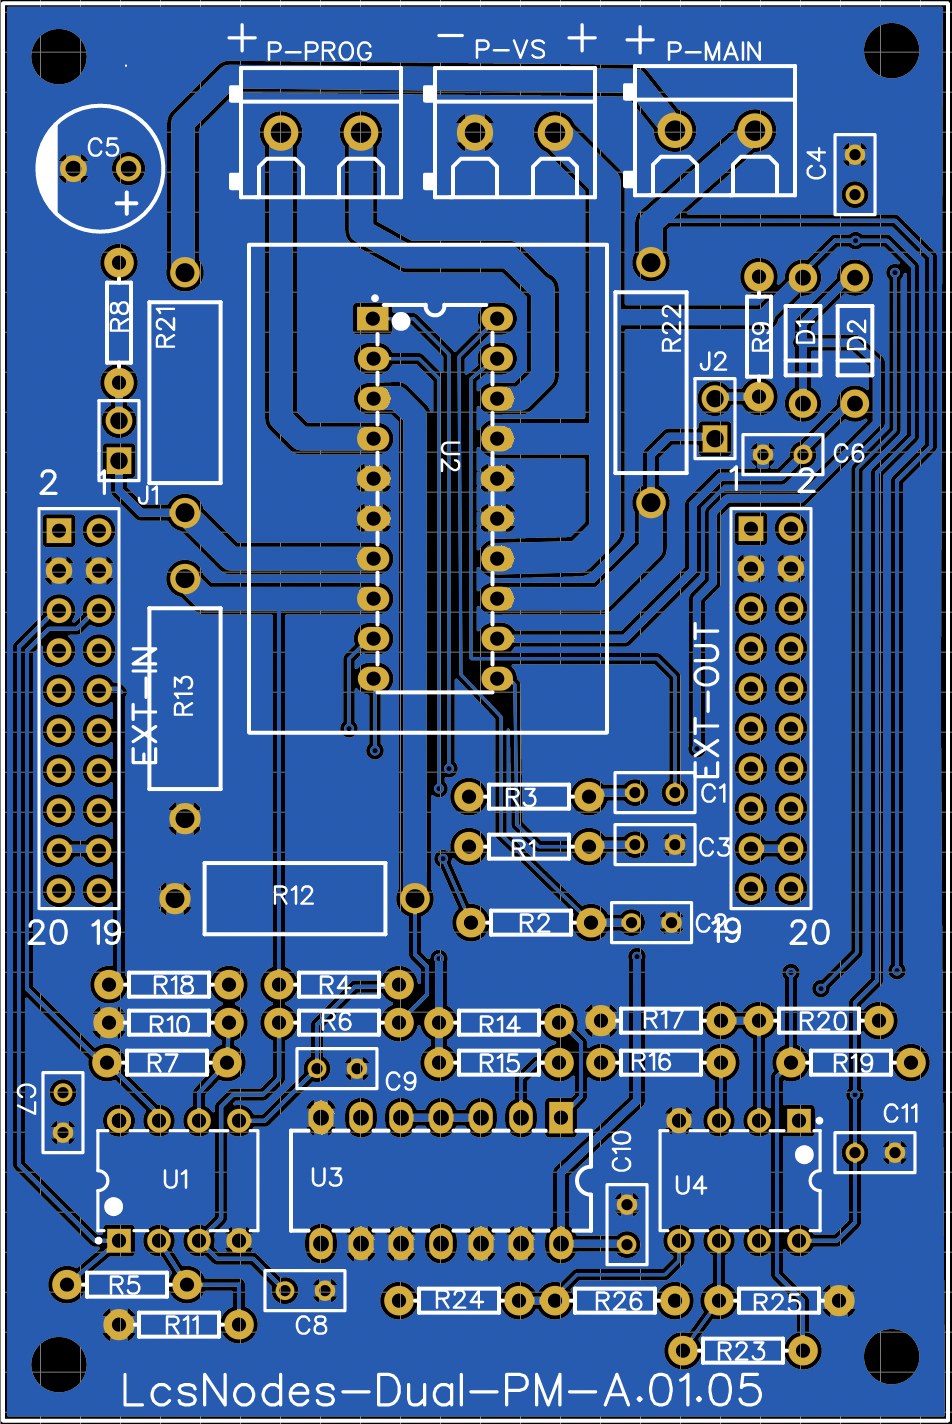 + P-PROG
− P-VS +
+ P-MAIN
C5
+
C4
R8
R21
R22
R9
D1
D2
J2
U2
C6
2 1
J1
1 2
EXT-IN
R13
EXT-OUT
R3
C1
R1
C3
R12
R2
C2
20 19
19 20
R18
R4
R10
R6
R14
R17
R20
R7
R15
R16
R19
C9
C7
C11
C10
U1
U3
U4
R5
R24
R26
R25
R11
C8
R23
LcsNodes-Dual-PM-A.01.05